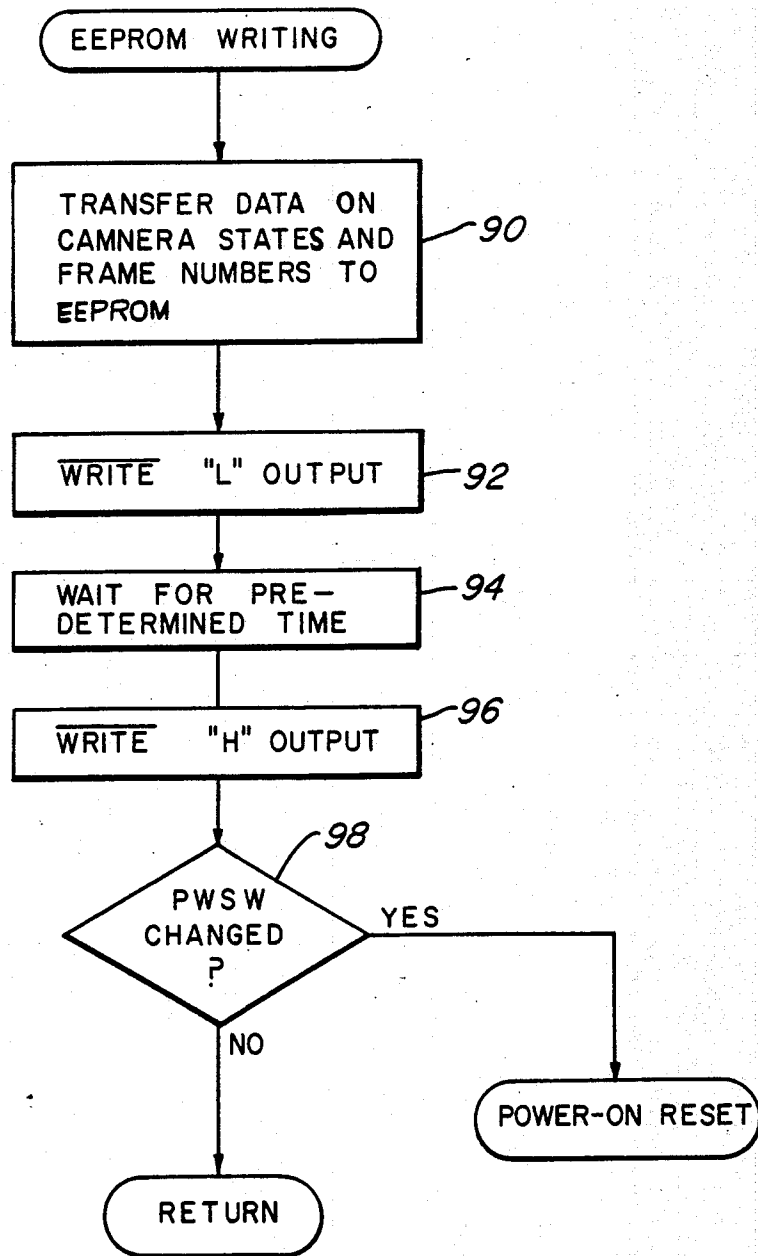 EEPROM WRITING
TRANSFER DATA ON
CAMNERA STATES AND
FRAME NUMBERS TO
EEPROM
90
WRITE "L" OUTPUT
92
WAIT FOR PRE-
DETERMINED TIME
94
WRITE "H" OUTPUT
96
98
PWSW
CHANGED
?
YES
NO
POWER-ON RESET
RETURN